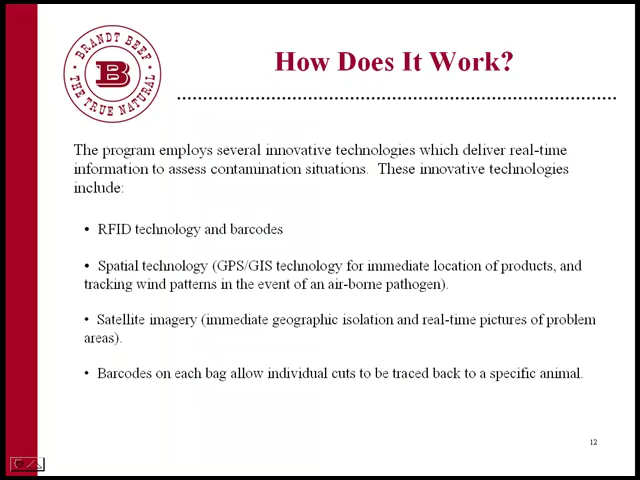 BRANDT BEEF
B
THE TRUE NATURAL
How Does It Work?
The program employs several innovative technologies which deliver real-time
information to assess contamination situations.  These innovative technologies
include:
• RFID technology and barcodes
• Spatial technology (GPS/GIS technology for immediate location of products, and
tracking wind patterns in the event of an air-borne pathogen).
• Satellite imagery (immediate geographic isolation and real-time pictures of problem
areas).
• Barcodes on each bag allow individual cuts to be traced back to a specific animal.
12